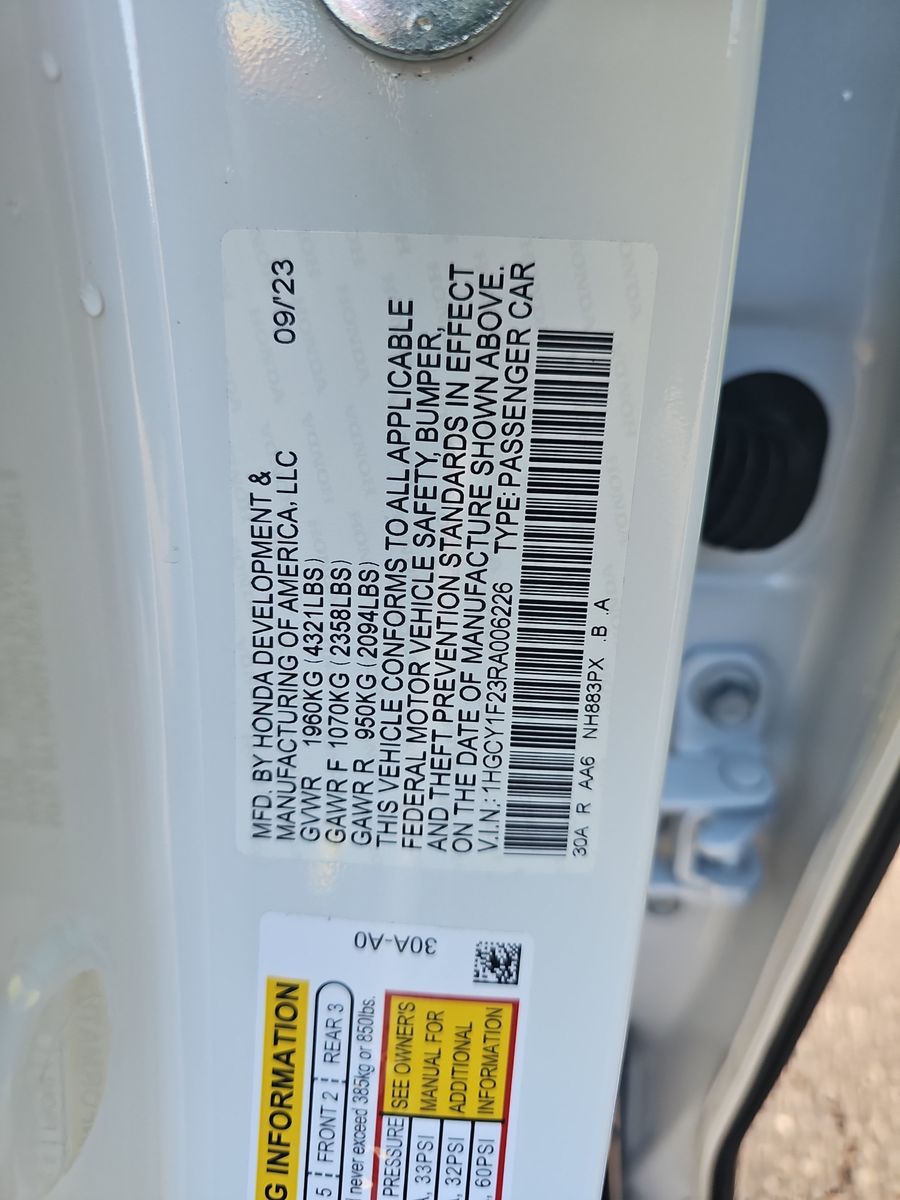 MFD. BY HONDA DEVELOPMENT &
MANUFACTURING OF AMERICA, LLC 09/'23
GVWR 1960KG (4321LBS)
GAWR F 1070KG (2358LBS)
GAWR R 950KG (2094LBS)
THIS VEHICLE CONFORMS TO ALL APPLICABLE
FEDERAL MOTOR VEHICLE SAFETY, BUMPER,
AND THEFT PREVENTION STANDARDS IN EFFECT
ON THE DATE OF MANUFACTURE SHOWN ABOVE.
V.I.N.: 1HGCY1F23RA006226 TYPE: PASSENGER CAR
30A R AA6 NH883PX .B .A
30A-A0
G INFORMATION
5 FRONT 2 REAR 3
never exceed 385kg or 850lbs.
PRESSURE
, 33PSI
, 32PSI
, 60PSI
SEE OWNER'S
MANUAL FOR
ADDITIONAL
INFORMATION